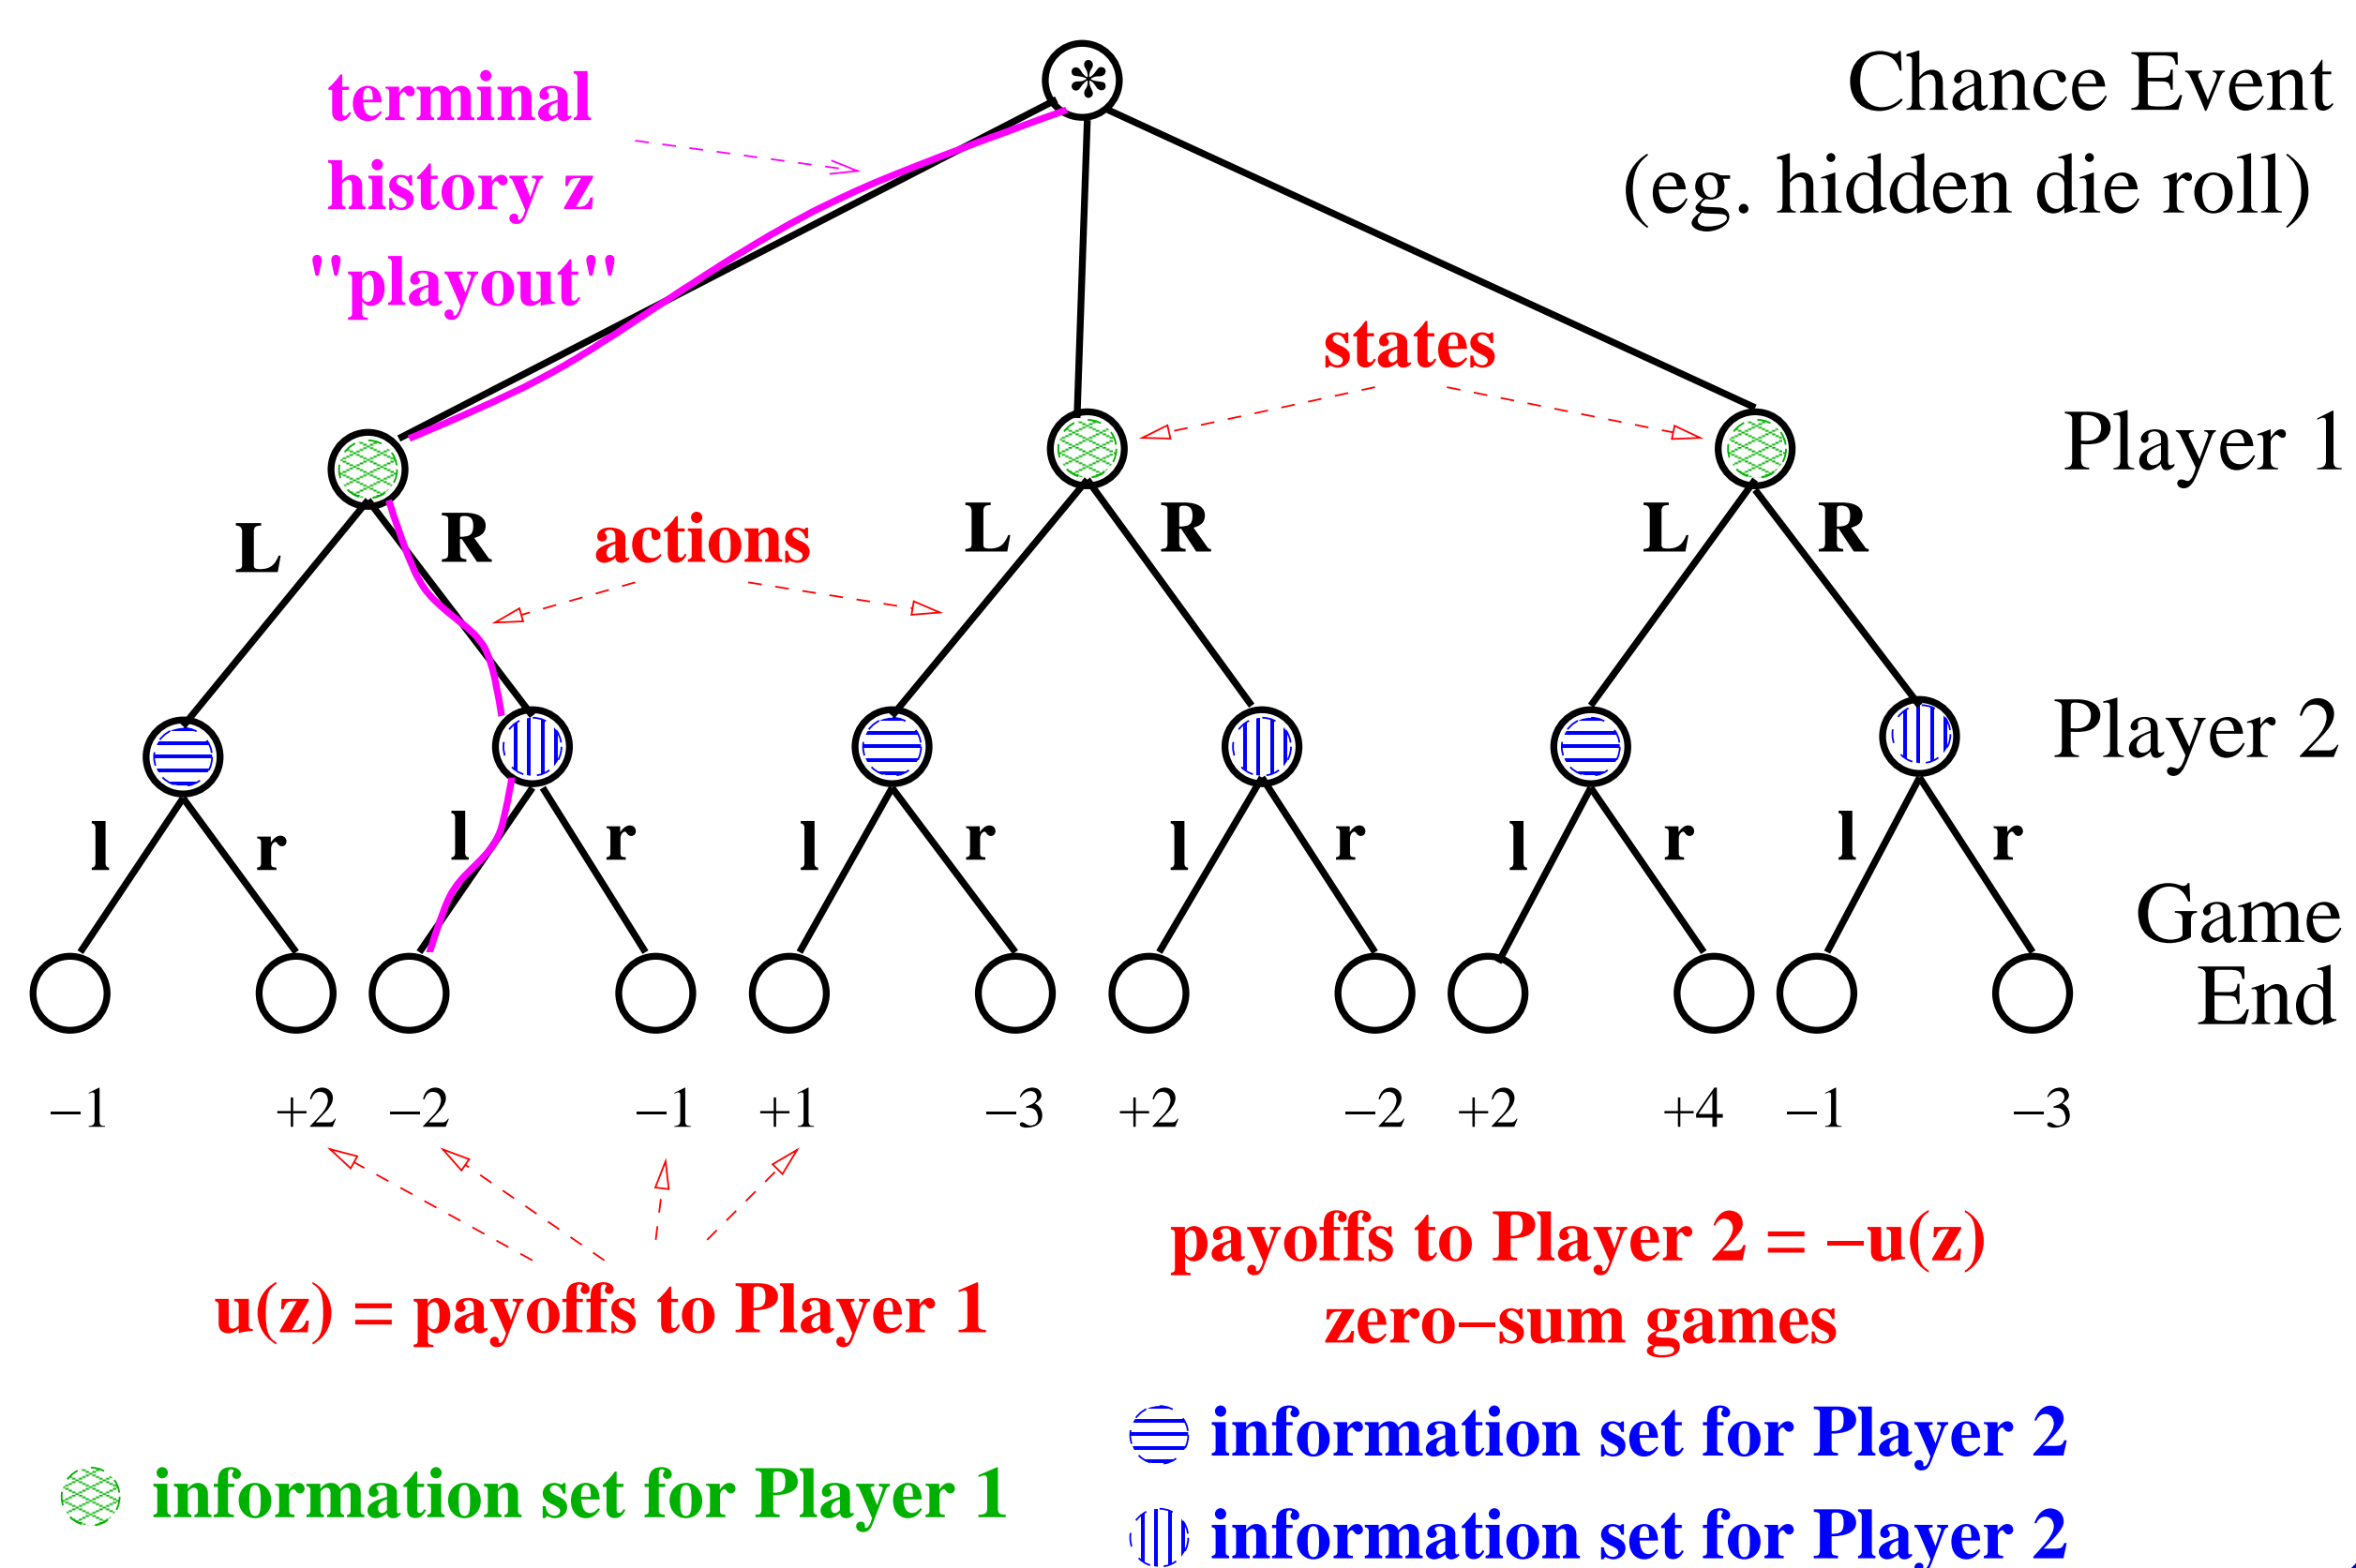 terminal
history z
"playout"
*
Chance Event
(eg. hidden die roll)
states
Player 1
L
R
actions
L
R
L
R
Player 2
l
r
l
r
l
r
l
r
l
r
l
r
Game
End
−1
+2
−2
−1
+1
−3
+2
−2
+2
+4
−1
−3
u(z) = payoffs to Player 1
payoffs to Player 2 = −u(z)
zero−sum games
information set for Player 1
information set for Player 2
information set for Player 2